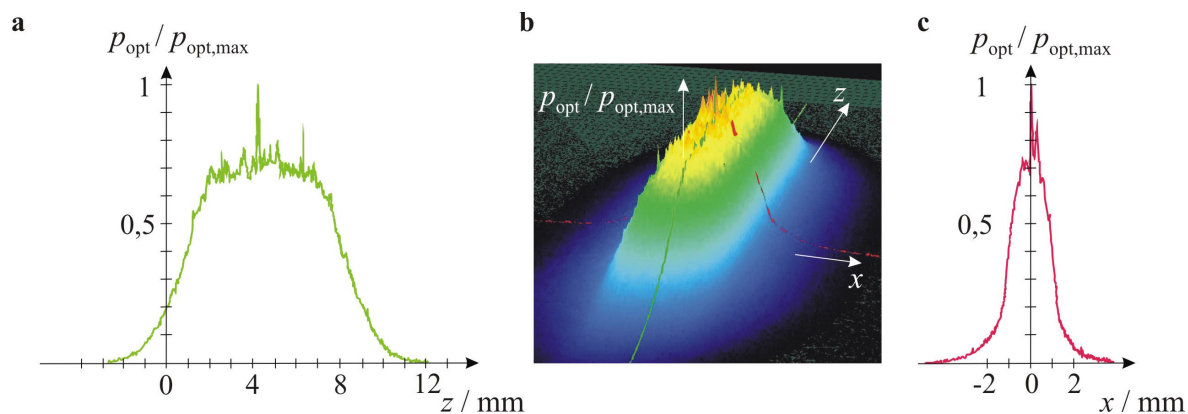 a
p_opt / p_opt,max
1
0,5
0 4 8 12
z / mm
b
p_opt / p_opt,max
z
x
c
p_opt / p_opt,max
1
0,5
-2 0 2
x / mm